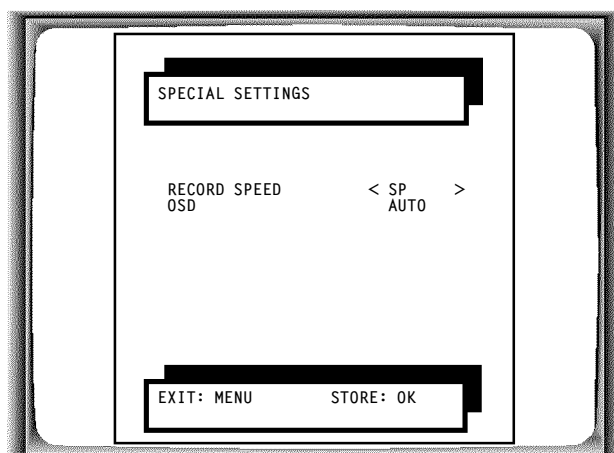 SPECIAL SETTINGS
RECORD SPEED < SP >
OSD AUTO
EXIT: MENU STORE: OK